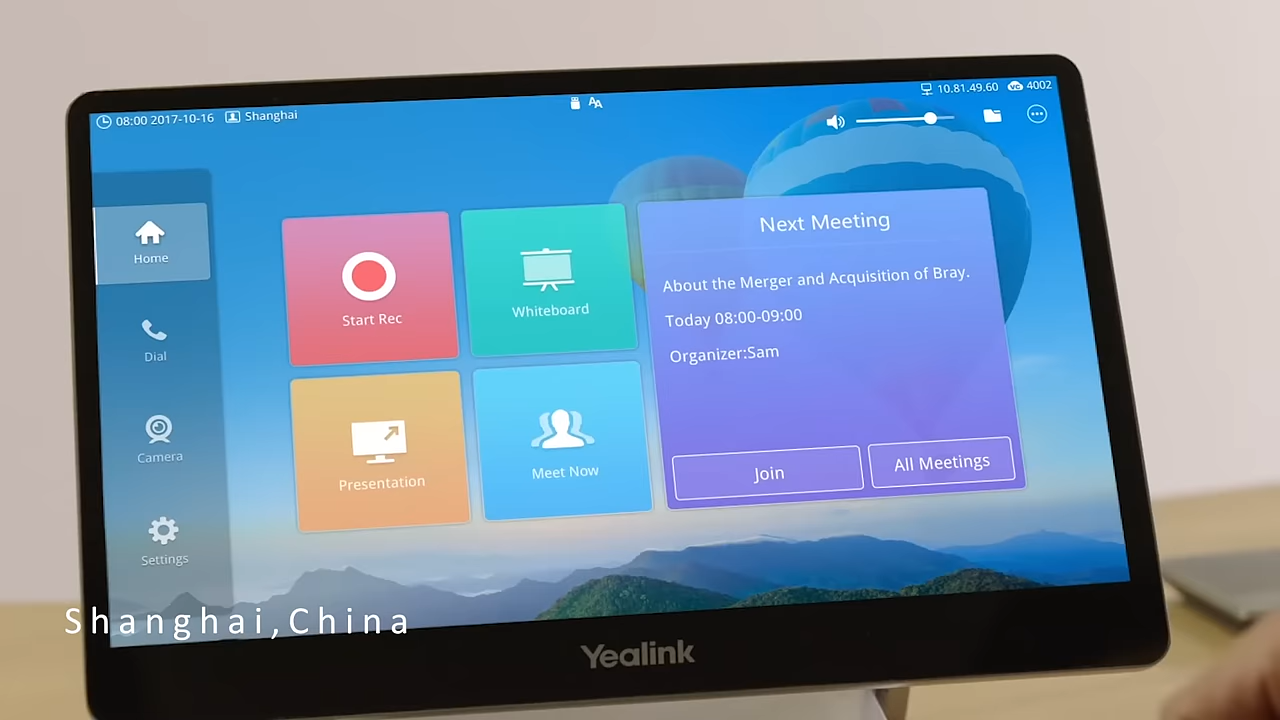 08:00 2017-10-16 Shanghai
AA
10.81.49.60 VC 4002
Home
Dial
Camera
Settings
Start Rec
Whiteboard
Presentation
Meet Now
Next Meeting
About the Merger and Acquisition of Bray.
Today 08:00-09:00
Organizer:Sam
Join
All Meetings
Shanghai,China
Yealink